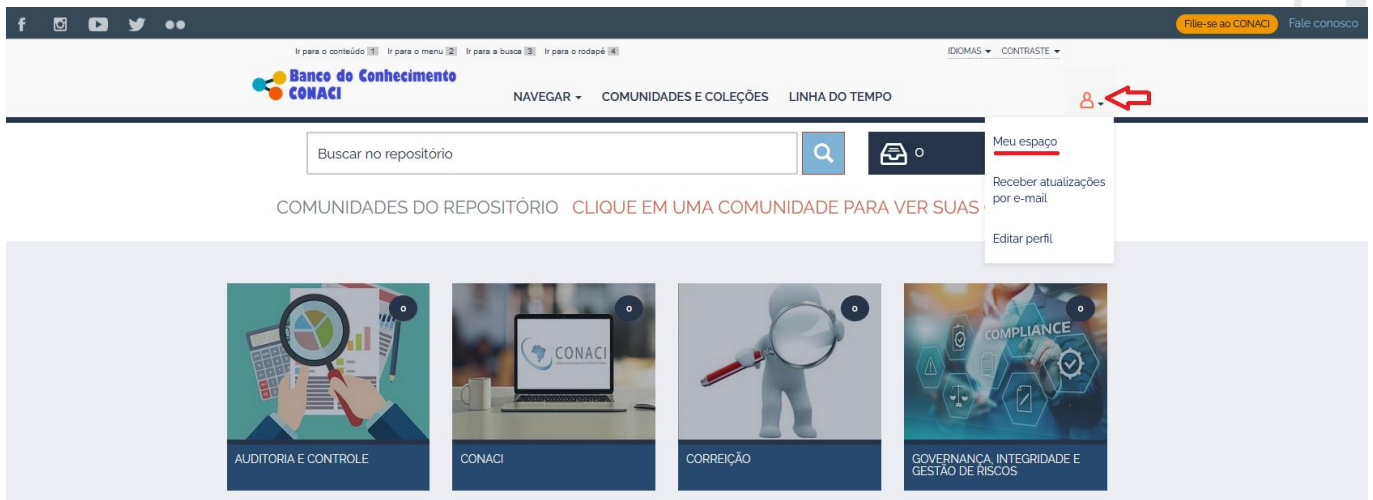 Filie-se ao CONACI Fale conosco
Ir para o conteúdo 1 Ir para o menu 2 Ir para a busca 3 Ir para o rodapé 4 IDIOMAS CONTRASTE
Banco do Conhecimento
CONACI
NAVEGAR COMUNIDADES E COLEÇÕES LINHA DO TEMPO
Buscar no repositório 0
Meu espaço
Receber atualizações
por e-mail
Editar perfil
COMUNIDADES DO REPOSITÓRIO CLIQUE EM UMA COMUNIDADE PARA VER SUAS
0 0 0 0
CONACI
COMPLIANCE
AUDITORIA E CONTROLE CONACI CORREIÇÃO GOVERNANÇA, INTEGRIDADE E
GESTÃO DE RISCOS